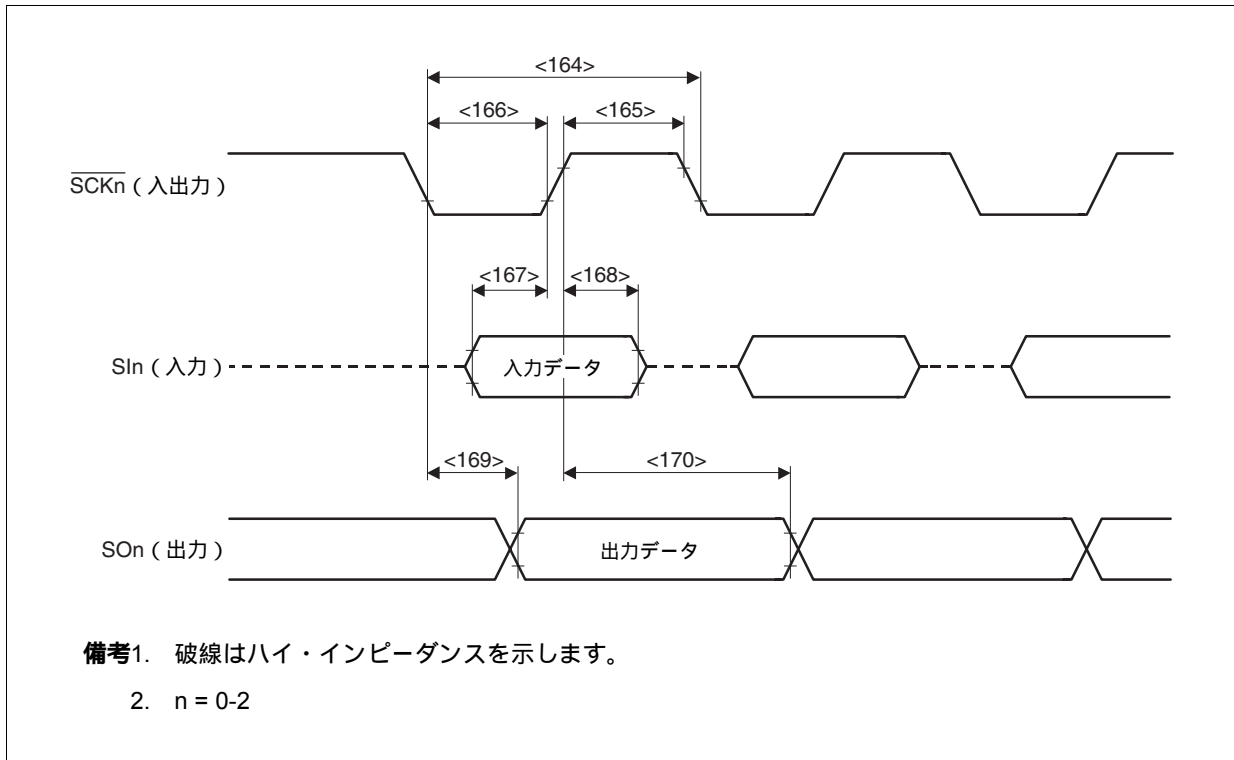 <164>
<166> <165>
S̅C̅K̅n̅（入出力）
<167> <168>
SIn（入力）
入力データ
<169> <170>
SOn（出力）
出力データ
備考1. 破線はハイ・インピーダンスを示します。
2. n = 0-2